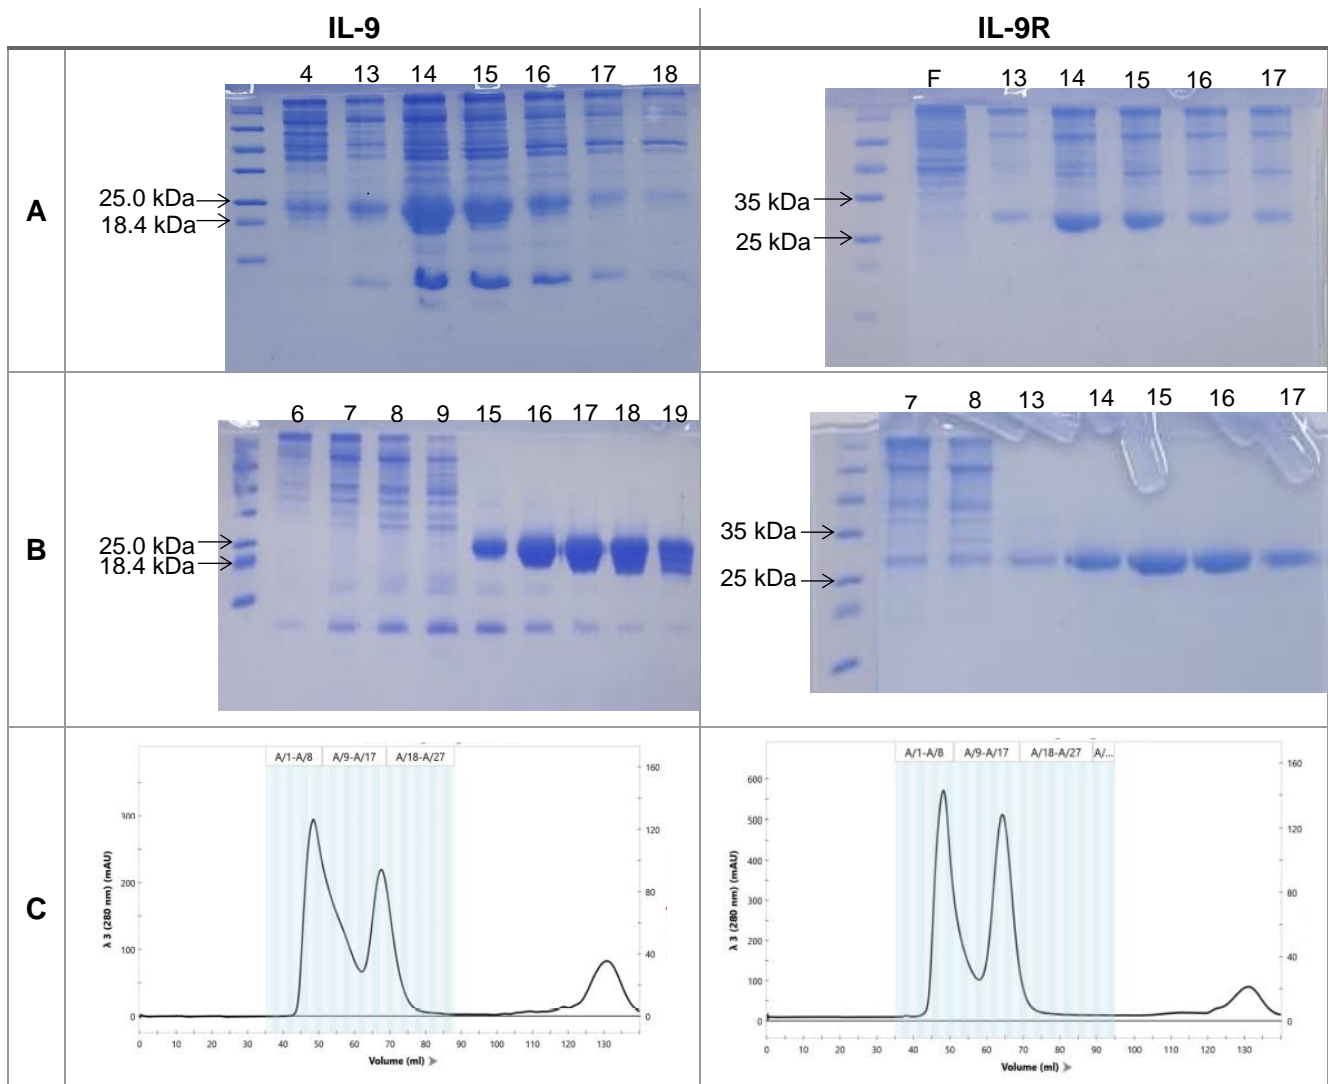 IL-9 IL-9R
A
4 13 14 15 16 17 18
25.0 kDa
18.4 kDa
F 13 14 15 16 17
35 kDa
25 kDa
B
6 7 8 9 15 16 17 18 19
25.0 kDa
18.4 kDa
7 8 13 14 15 16 17
35 kDa
25 kDa
C
A/1-A/8 A/9-A/17 A/18-A/27
λ 3 (280 nm) (mAU)
300
200
100
0
160
120
80
40
0
0 10 20 30 40 50 60 70 80 90 100 110 120 130
Volume (ml)
A/1-A/8 A/9-A/17 A/18-A/27 A/...
λ 3 (280 nm) (mAU)
600
500
400
300
200
100
0
160
120
80
40
0
0 10 20 30 40 50 60 70 80 90 100 110 120 130
Volume (ml)